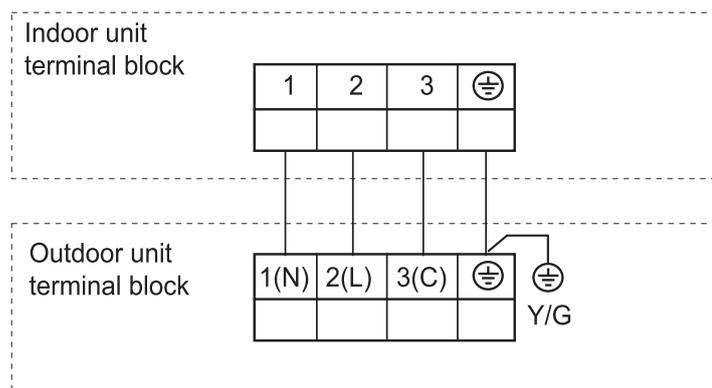 Indoor unit
terminal block
1 2 3
Outdoor unit
terminal block
1(N) 2(L) 3(C)
Y/G